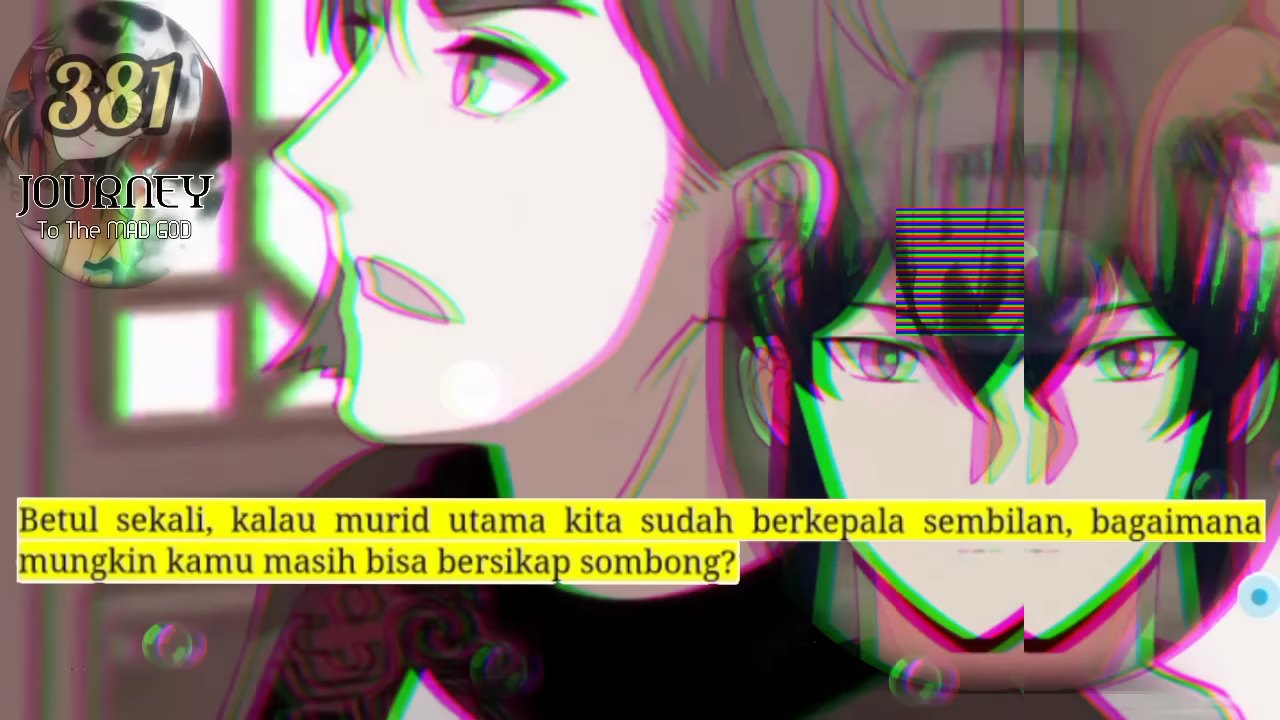 381
JOURNEY
To The MAD GOD
Betul sekali, kalau murid utama kita sudah berkepala sembilan, bagaimana
mungkin kamu masih bisa bersikap sombong?